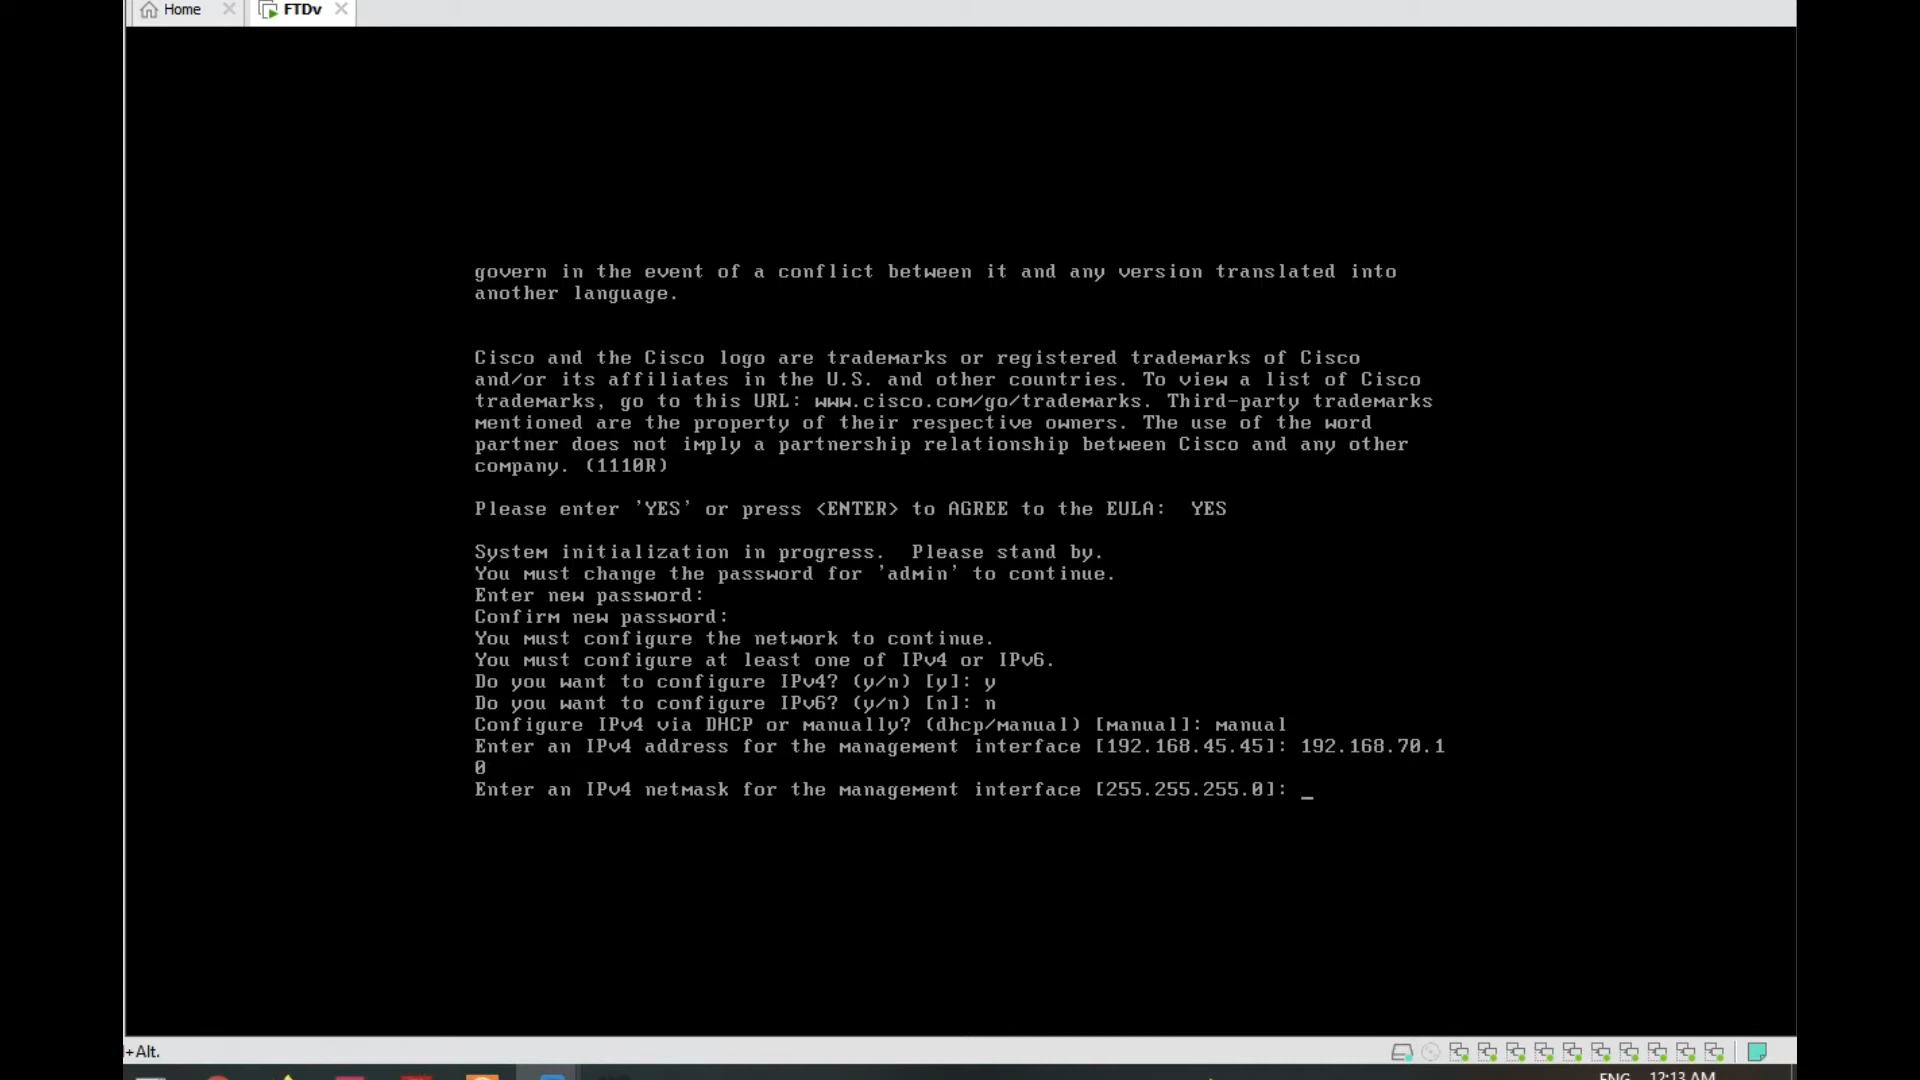 Home
FTDv
govern in the event of a conflict between it and any version translated into
another language.
Cisco and the Cisco logo are trademarks or registered trademarks of Cisco
and/or its affiliates in the U.S. and other countries. To view a list of Cisco
trademarks, go to this URL: www.cisco.com/go/trademarks. Third-party trademarks
mentioned are the property of their respective owners. The use of the word
partner does not imply a partnership relationship between Cisco and any other
company. (1110R)
Please enter 'YES' or press <ENTER> to AGREE to the EULA:  YES
System initialization in progress.  Please stand by.
You must change the password for 'admin' to continue.
Enter new password:
Confirm new password:
You must configure the network to continue.
You must configure at least one of IPv4 or IPv6.
Do you want to configure IPv4? (y/n) [y]: y
Do you want to configure IPv6? (y/n) [n]: n
Configure IPv4 via DHCP or manually? (dhcp/manual) [manual]: manual
Enter an IPv4 address for the management interface [192.168.45.45]: 192.168.70.1
0
Enter an IPv4 netmask for the management interface [255.255.255.0]: _
+Alt.
ENG 12:13 AM